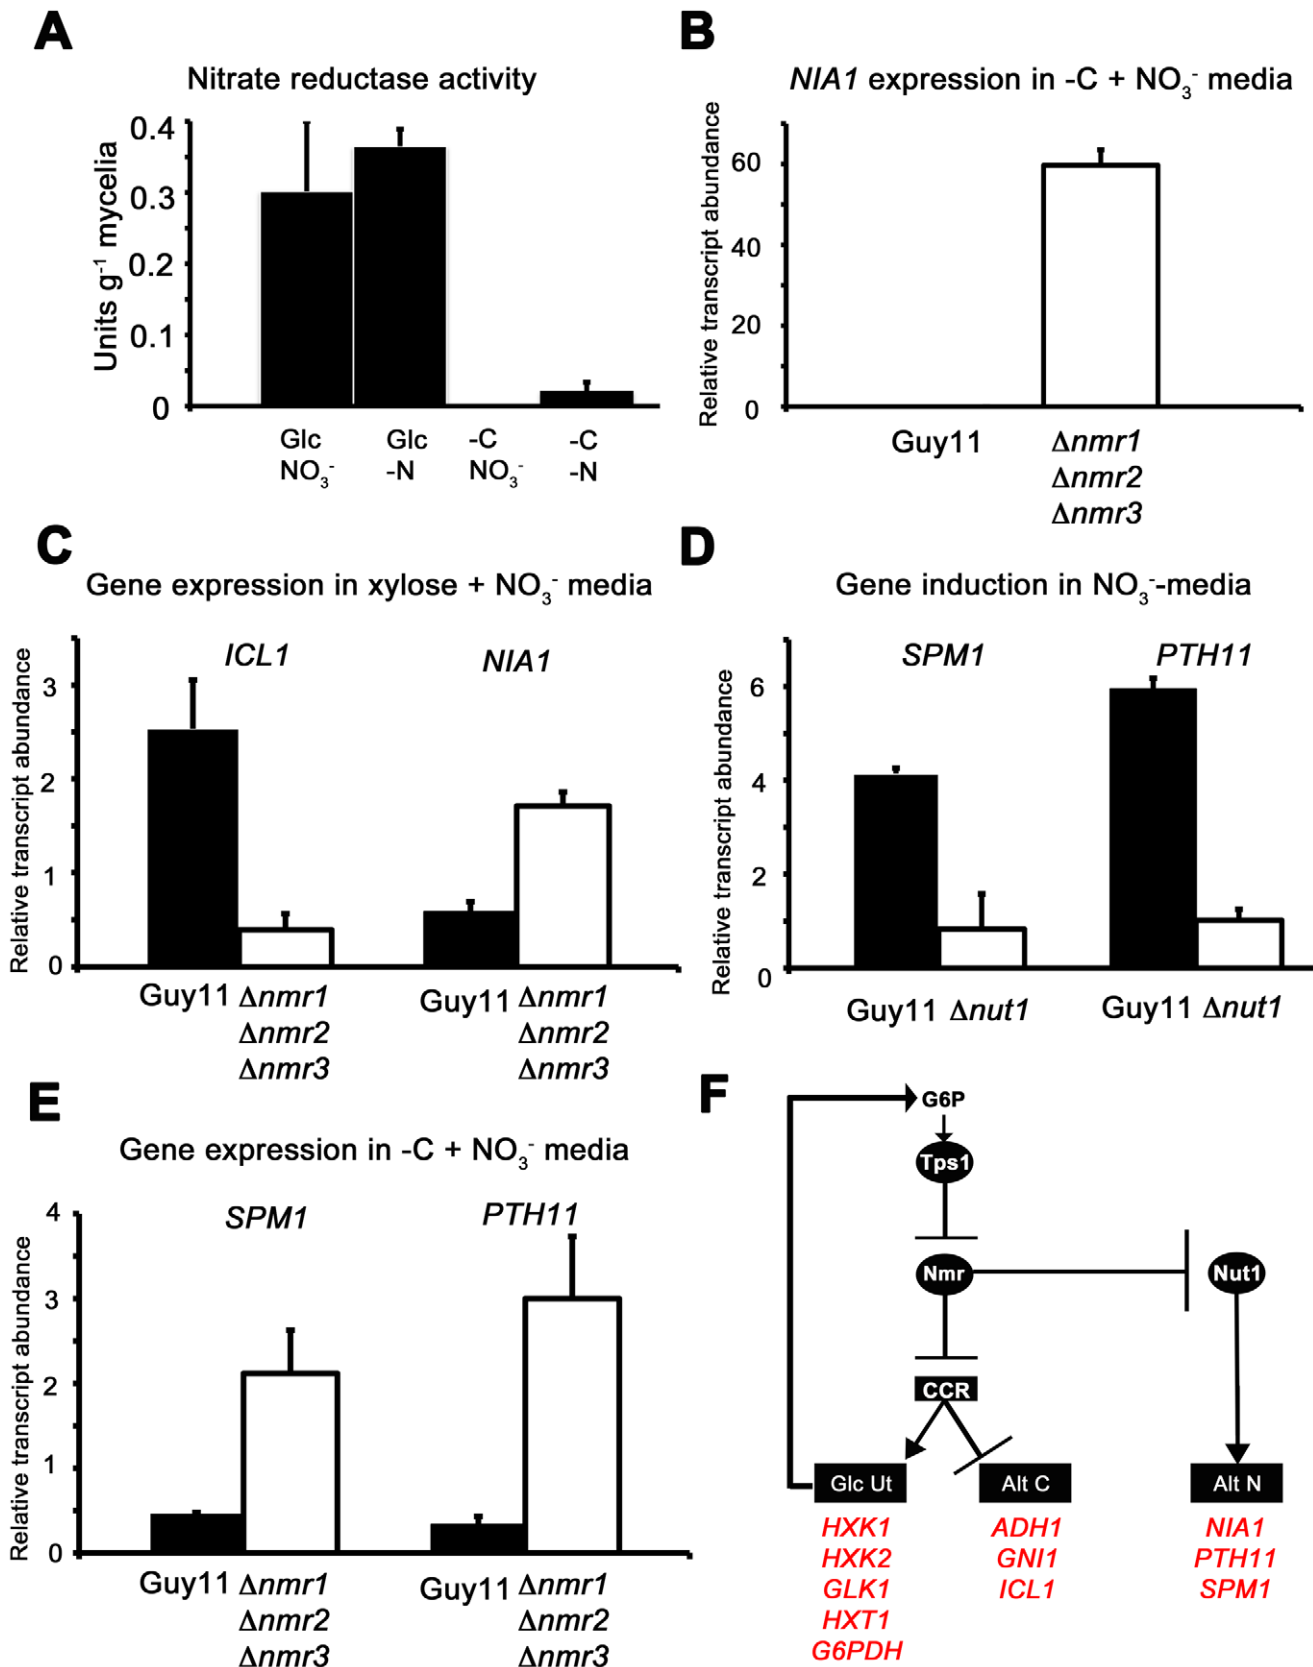 A
Nitrate reductase activity
Units g⁻¹ mycelia
0.4
0.3
0.2
0.1
0
Glc
NO₃⁻
Glc
-N
-C
NO₃⁻
-C
-N
B
NIA1 expression in -C + NO₃⁻ media
Relative transcript abundance
60
40
20
0
Guy11
Δnmr1
Δnmr2
Δnmr3
C
Gene expression in xylose + NO₃⁻ media
Relative transcript abundance
3
2
1
0
ICL1
NIA1
Guy11
Δnmr1
Δnmr2
Δnmr3
Guy11
Δnmr1
Δnmr2
Δnmr3
D
Gene induction in NO₃⁻-media
Relative transcript abundance
6
4
2
0
SPM1
PTH11
Guy11 Δnut1
Guy11 Δnut1
E
Gene expression in -C + NO₃⁻ media
Relative transcript abundance
4
3
2
1
0
SPM1
PTH11
Guy11
Δnmr1
Δnmr2
Δnmr3
Guy11
Δnmr1
Δnmr2
Δnmr3
F
G6P
Tps1
Nmr
Nut1
CCR
Glc Ut
Alt C
Alt N
HXK1
HXK2
GLK1
HXT1
G6PDH
ADH1
GNI1
ICL1
NIA1
PTH11
SPM1